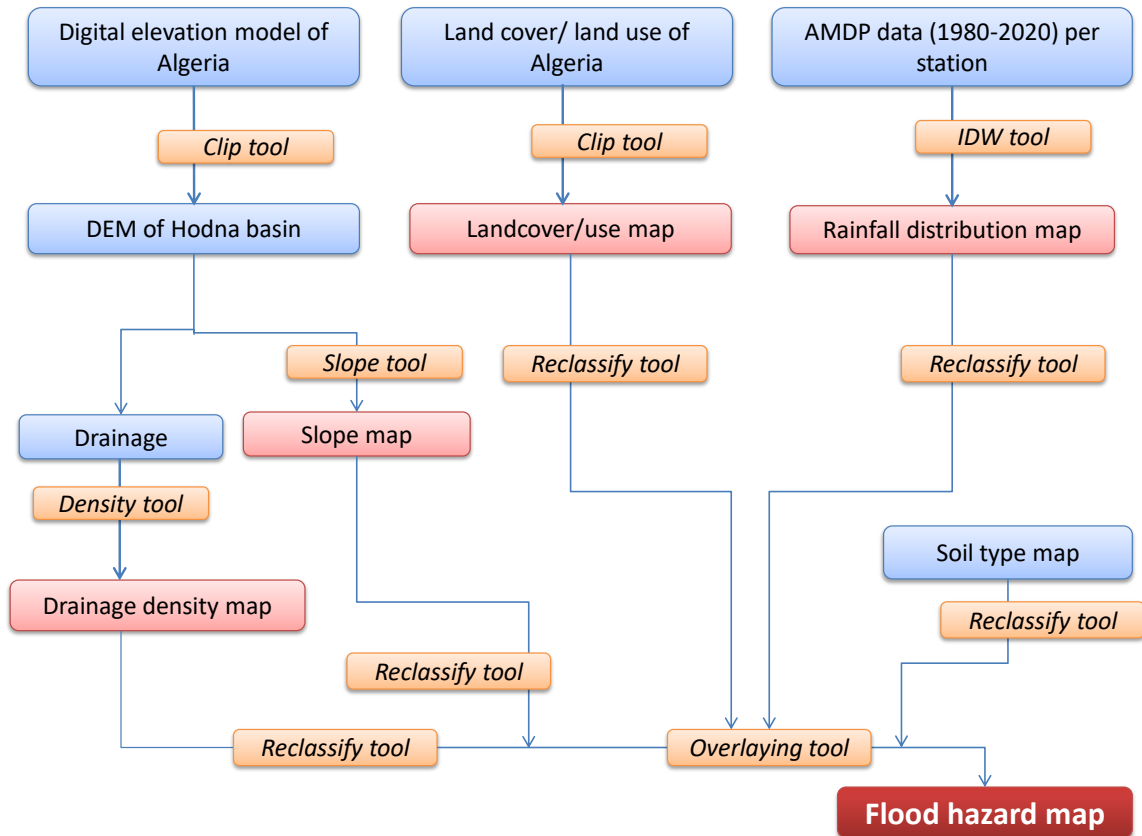 Digital elevation model of
Algeria
Land cover/ land use of
Algeria
AMDP data (1980-2020) per
station
Clip tool
Clip tool
IDW tool
DEM of Hodna basin
Landcover/use map
Rainfall distribution map
Slope tool
Reclassify tool
Reclassify tool
Drainage
Slope map
Density tool
Soil type map
Drainage density map
Reclassify tool
Reclassify tool
Reclassify tool
Overlaying tool
Flood hazard map